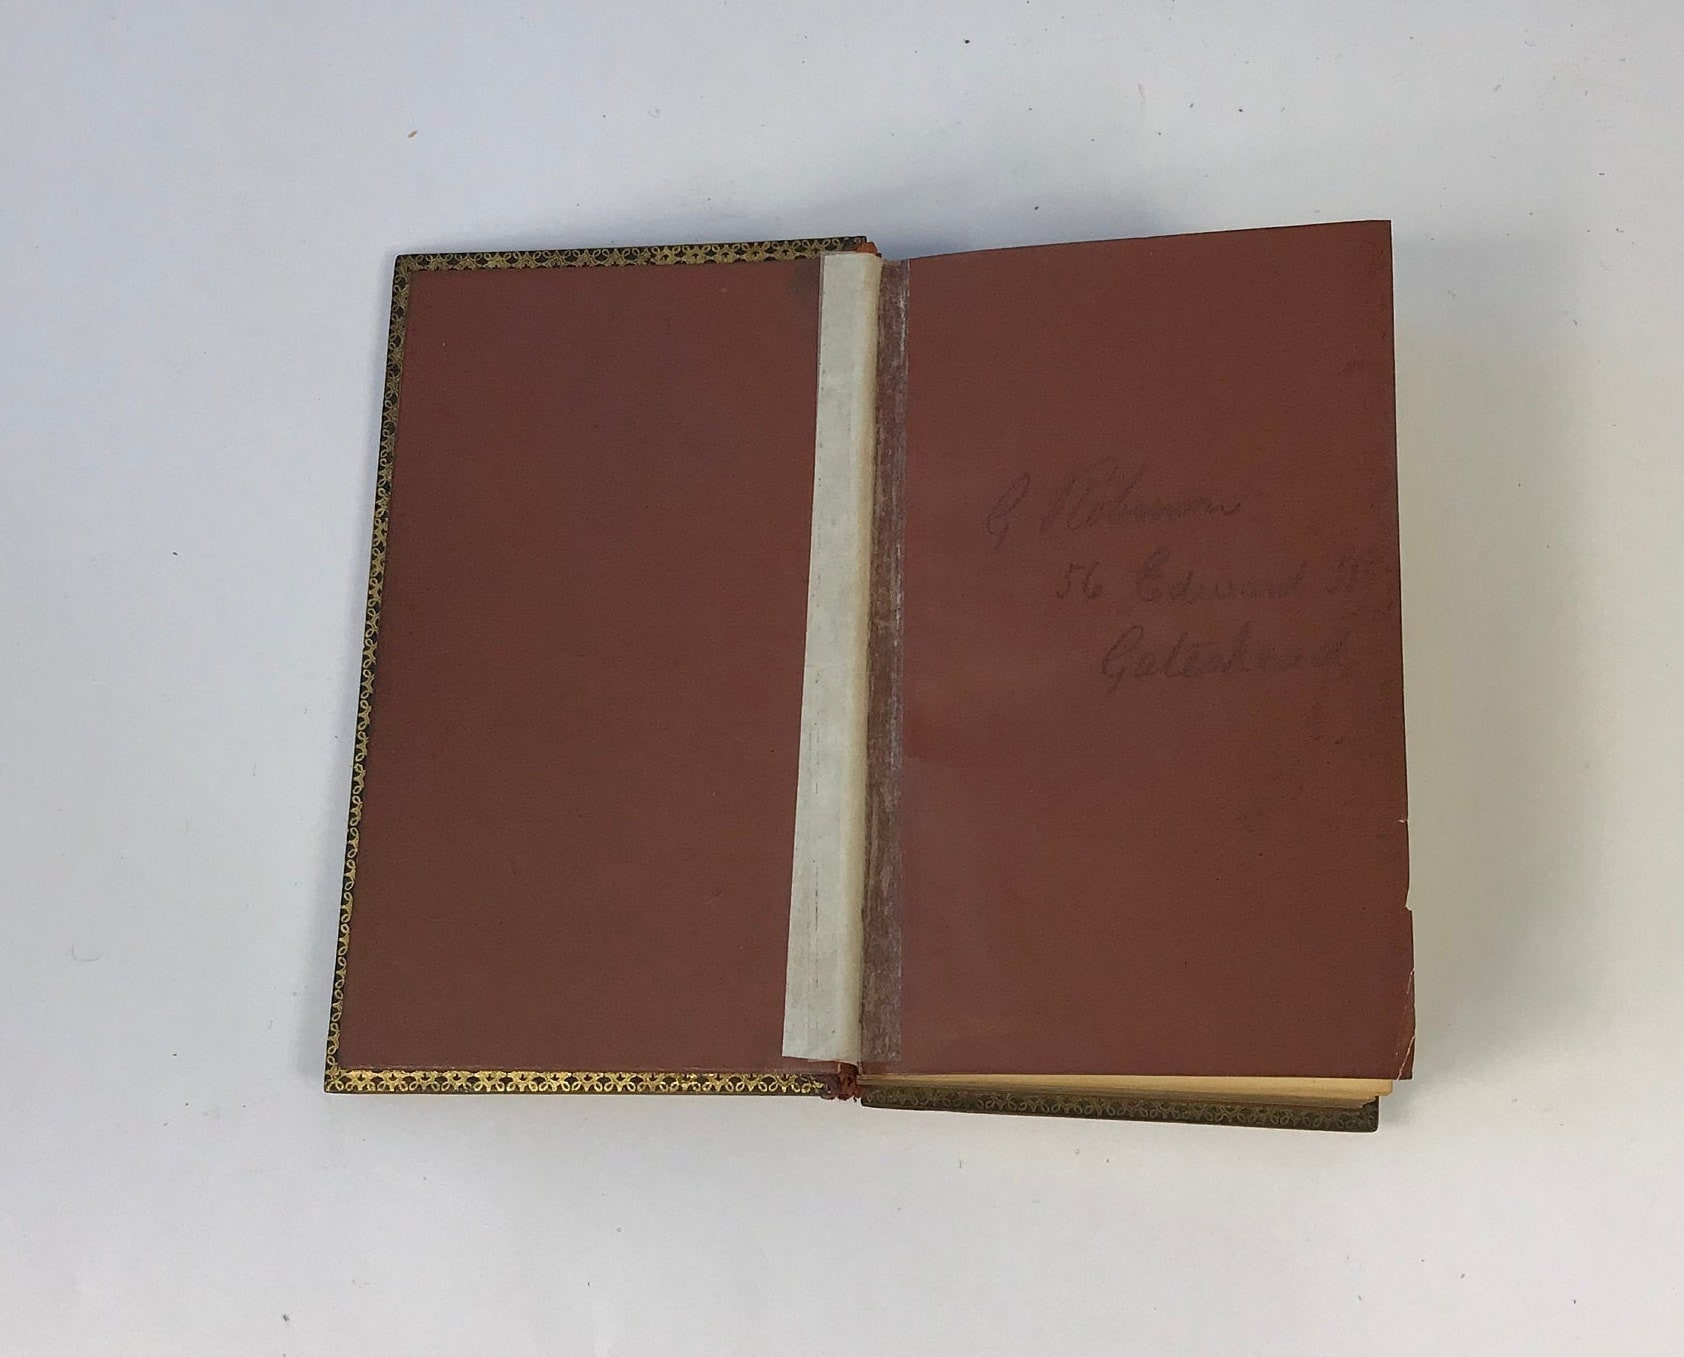 G Robinson
56 Edward St
Gateshead